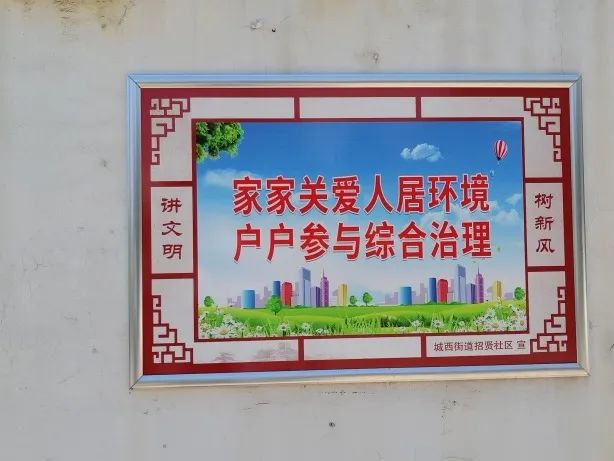 讲文明
家家关爱人居环境
户户参与综合治理
树新风
城西街道招贤社区 宣